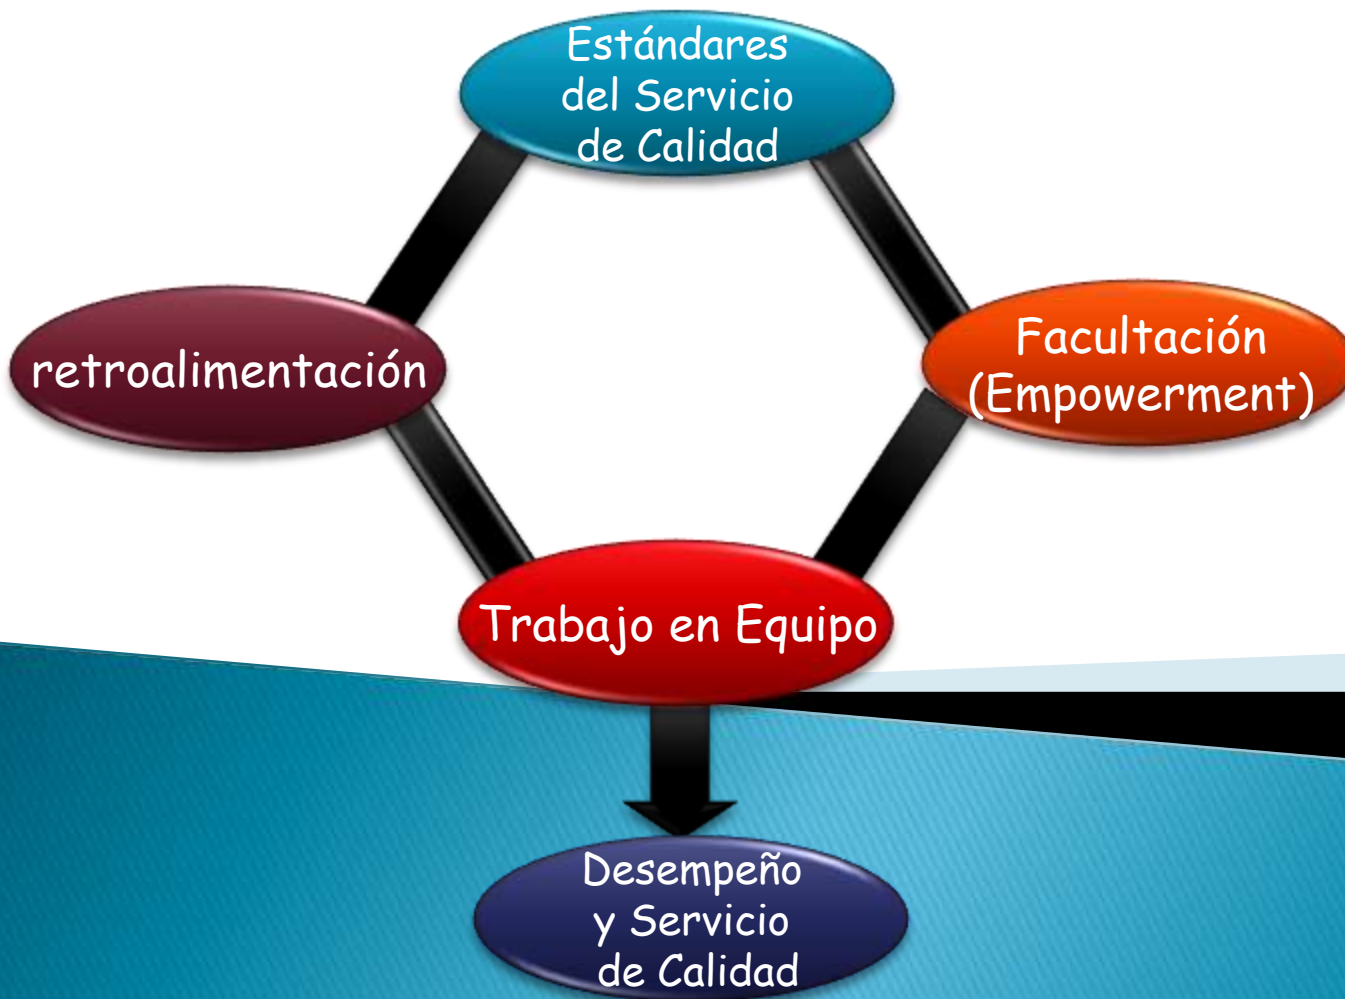 Estándares
del Servicio
de Calidad
retroalimentación
Facultación
(Empowerment)
Trabajo en Equipo
Desempeño
y Servicio
de Calidad